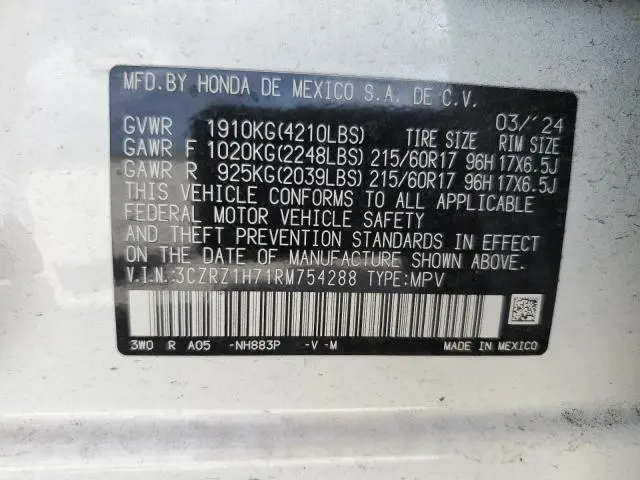 MFD.BY HONDA DE MEXICO S.A. DE C.V.
03/'24
GVWR 1910KG(4210LBS) TIRE SIZE RIM SIZE
GAWR F 1020KG(2248LBS) 215/60R17 96H 17X6.5J
GAWR R 925KG(2039LBS) 215/60R17 96H 17X6.5J
THIS VEHICLE CONFORMS TO ALL APPLICABLE
FEDERAL MOTOR VEHICLE SAFETY
AND THEFT PREVENTION STANDARDS IN EFFECT
ON THE DATE OF MANUFACTURE SHOWN ABOVE.
V.I.N.:3CZRZ1H71RM754288 TYPE:MPV
3W0 R A05 -NH883P -V -M MADE IN MEXICO